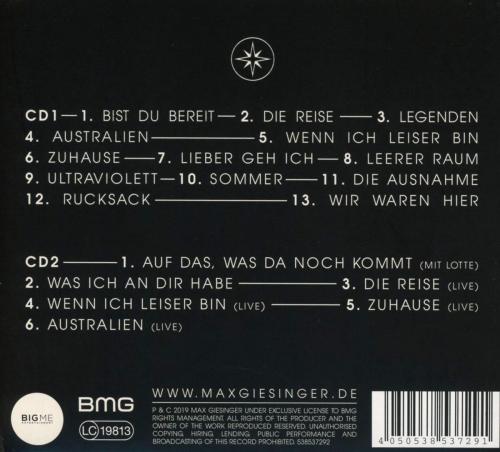 CD1—1. BIST DU BEREIT—2. DIE REISE—3. LEGENDEN
4. AUSTRALIEN—5. WENN ICH LEISER BIN
6. ZUHAUSE—7. LIEBER GEH ICH—8. LEERER RAUM
9. ULTRAVIOLETT—10. SOMMER—11. DIE AUSNAHME
12. RUCKSACK—13. WIR WAREN HIER
CD2—1. AUF DAS, WAS DA NOCH KOMMT (MIT LOTTE)
2. WAS ICH AN DIR HABE—3. DIE REISE (LIVE)
4. WENN ICH LEISER BIN (LIVE)—5. ZUHAUSE (LIVE)
6. AUSTRALIEN (LIVE)
BIGME
ENTERTAINMENT
BMG
LC 19813
WWW.MAXGIESINGER.DE
P & C 2019 MAX GIESINGER UNDER EXCLUSIVE LICENSE TO BMG
RIGHTS MANAGEMENT. ALL RIGHTS OF THE PRODUCER AND THE
OWNER OF THE WORK REPRODUCED RESERVED. UNAUTHORISED
COPYING, HIRING, LENDING, PUBLIC PERFORMANCE AND
BROADCASTING OF THIS RECORD PROHIBITED. 538537292
4 050538 537291